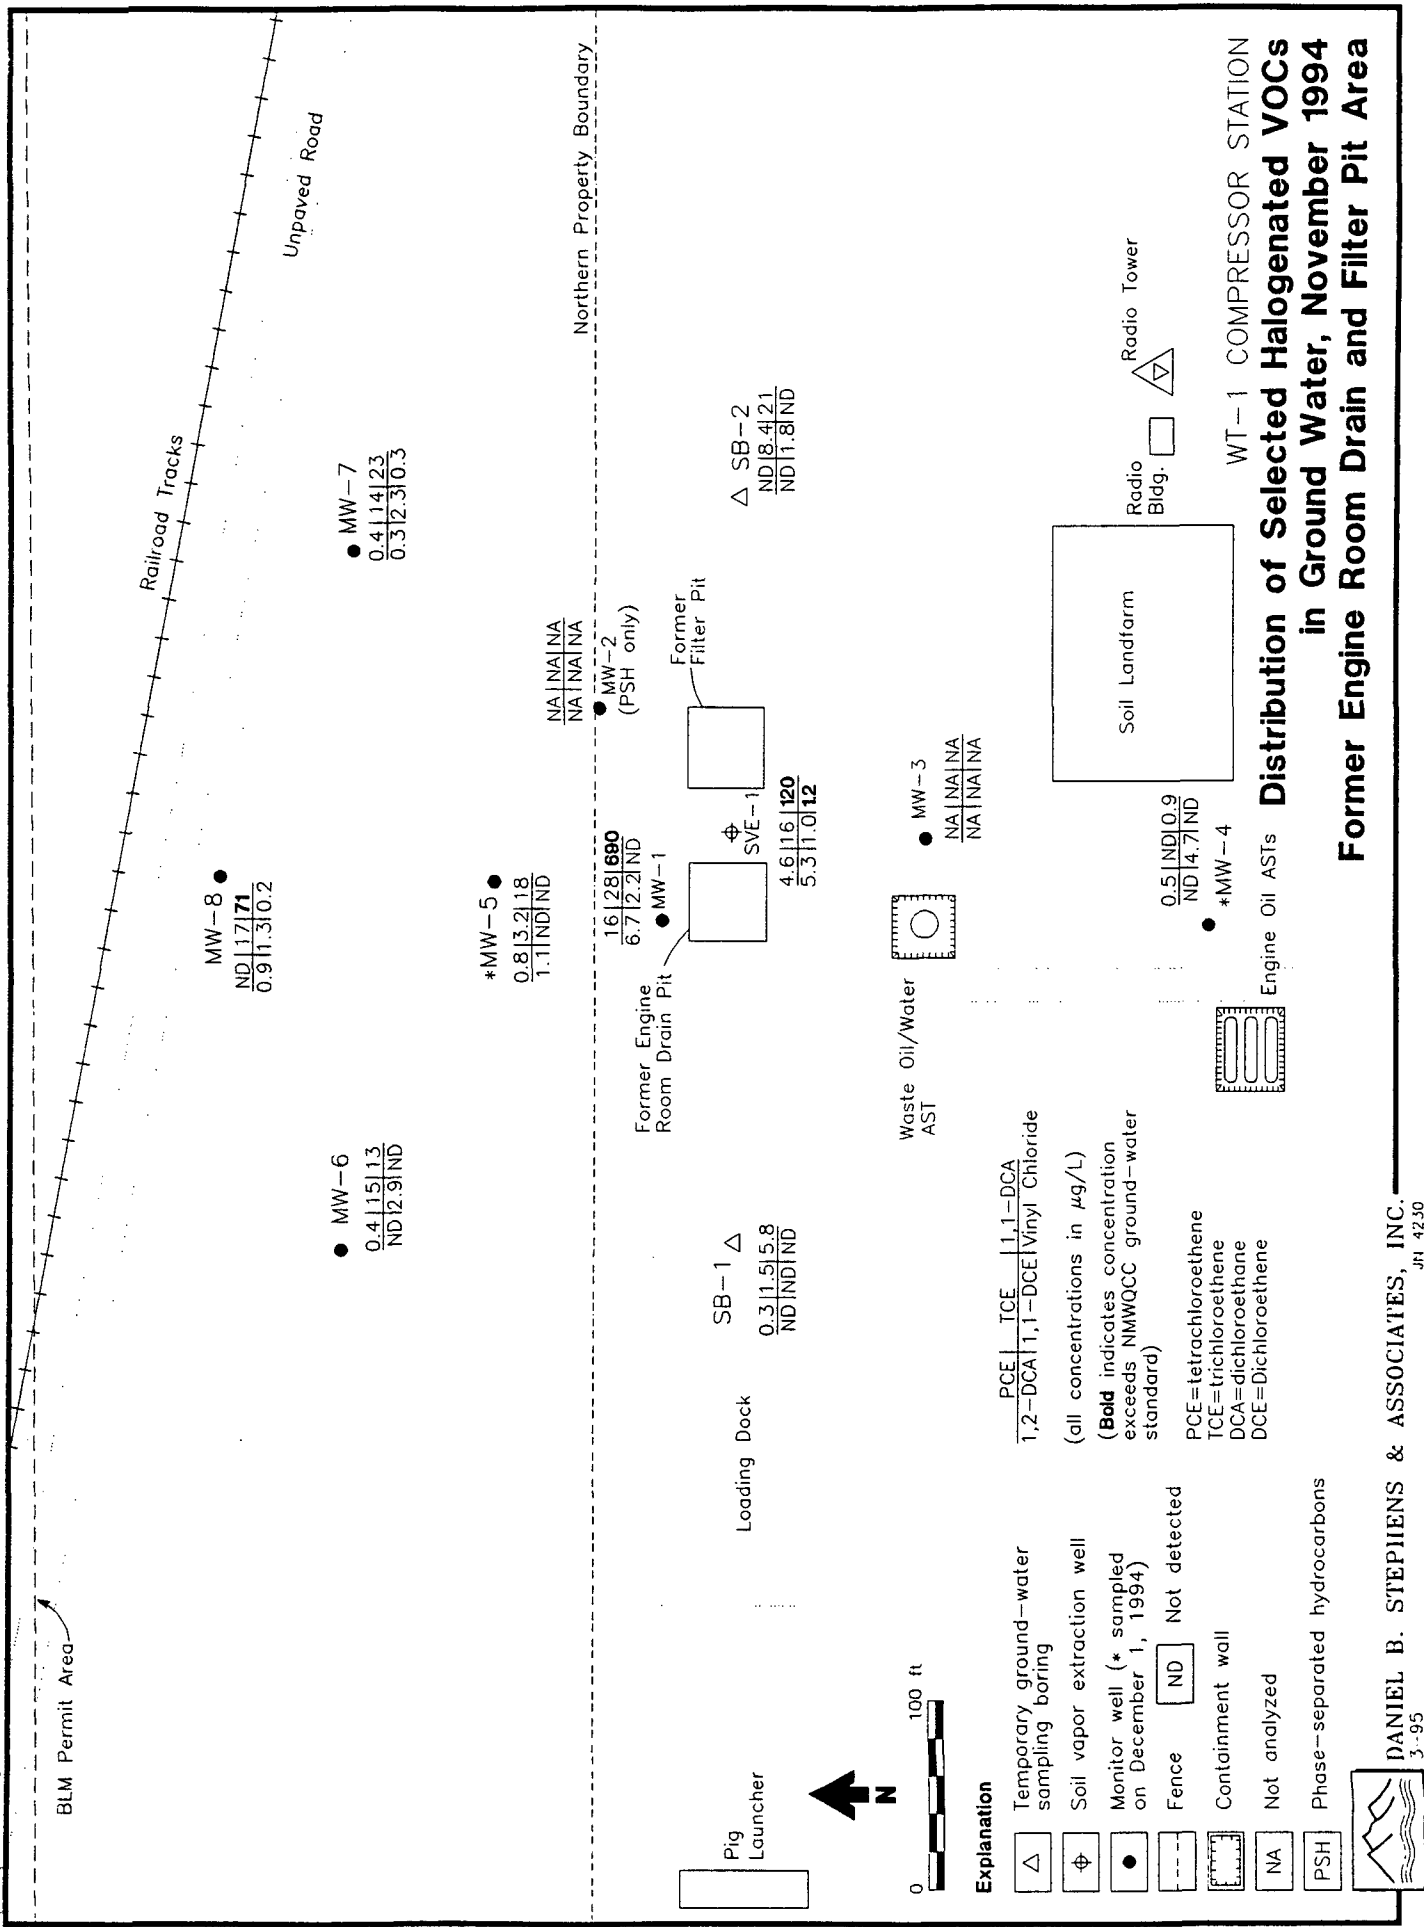 BLM Permit Area
Railroad Tracks
Unpaved Road
MW-8
ND|17|71
0.9|1.3|0.2
MW-6
0.4|15|13
ND|2.9|ND
MW-7
0.4|14|23
0.3|2.3|0.3
*MW-5
0.8|3.2|18
1.1|ND|ND
NA|NA|NA
NA|NA|NA
MW-2
(PSH only)
Northern Property Boundary
16|28|690
6.7|2.2|ND
MW-1
Former Engine
Room Drain Pit
Former
Filter Pit
SVE-1
4.6|16|120
5.3|1.0|1.2
SB-1
0.3|1.5|5.8
ND|ND|ND
SB-2
ND|8.4|21
ND|1.8|ND
Pig
Launcher
Loading Dock
Waste Oil/Water
AST
MW-3
NA|NA|NA
NA|NA|NA
N
0 100 ft
Soil Landfarm
Radio
Bldg.
Radio Tower
0.5|ND|0.9
ND|4.7|ND
*MW-4
Engine Oil ASTs
Explanation
Temporary ground-water
sampling boring
Soil vapor extraction well
Monitor well (* sampled
on December 1, 1994)
Fence
ND Not detected
Containment wall
NA Not analyzed
PSH Phase-separated hydrocarbons
PCE | TCE | 1,1-DCA
1,2-DCA|1,1-DCE|Vinyl Chloride
(all concentrations in µg/L)
(Bold indicates concentration
exceeds NMWQCC ground-water
standard)
PCE=tetrachloroethene
TCE=trichloroethene
DCA=dichloroethane
DCE=Dichloroethene
WT-1 COMPRESSOR STATION
Distribution of Selected Halogenated VOCs
in Ground Water, November 1994
Former Engine Room Drain and Filter Pit Area
DANIEL B. STEPHENS & ASSOCIATES, INC.
3-95 JN 4230